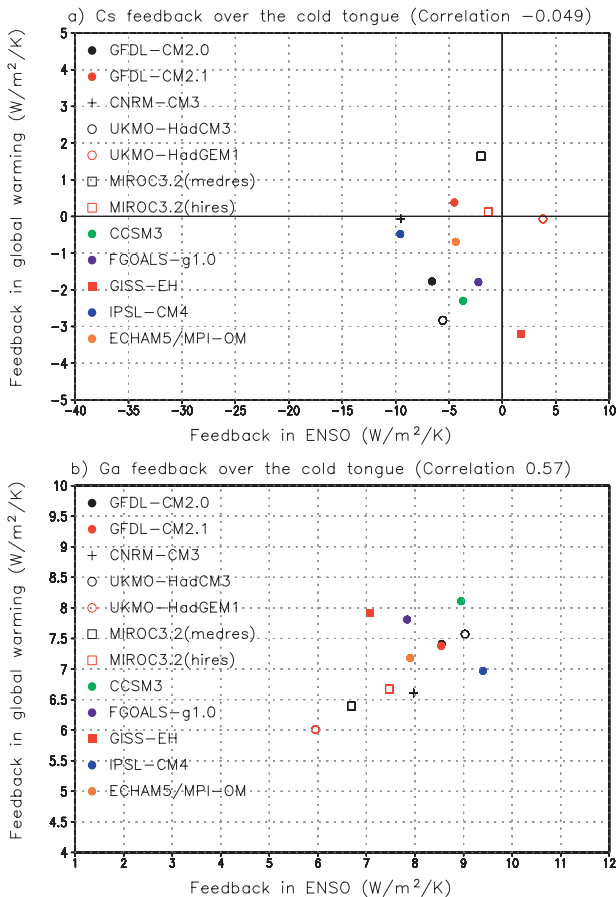 a) Cs feedback over the cold tongue (Correlation −0.049)
Feedback in global warming (W/m²/K)
5
4
3
2
1
0
−1
−2
−3
−4
−5
GFDL−CM2.0
GFDL−CM2.1
CNRM−CM3
UKMO−HadCM3
UKMO−HadGEM1
MIROC3.2(medres)
MIROC3.2(hires)
CCSM3
FGOALS−g1.0
GISS−EH
IPSL−CM4
ECHAM5/MPI−OM
−40 −35 −30 −25 −20 −15 −10 −5 0 5 10
Feedback in ENSO (W/m²/K)
b) Ga feedback over the cold tongue (Correlation 0.57)
Feedback in global warming (W/m²/K)
10
9.5
9
8.5
8
7.5
7
6.5
6
5.5
5
4.5
4
GFDL−CM2.0
GFDL−CM2.1
CNRM−CM3
UKMO−HadCM3
UKMO−HadGEM1
MIROC3.2(medres)
MIROC3.2(hires)
CCSM3
FGOALS−g1.0
GISS−EH
IPSL−CM4
ECHAM5/MPI−OM
1 2 3 4 5 6 7 8 9 10 11 12
Feedback in ENSO (W/m²/K)